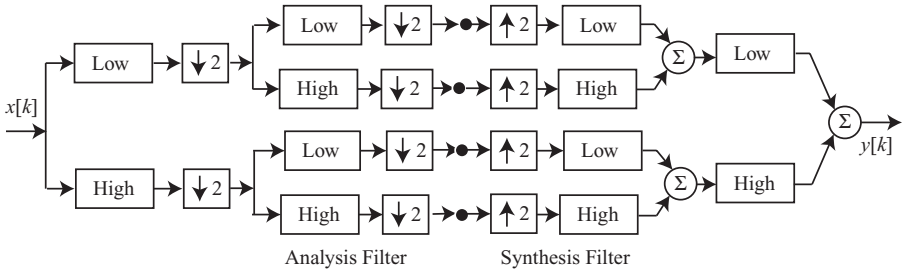 Low ↓ 2 ↑ 2 Low
Low ↓ 2 Σ Low
High ↓ 2 ↑ 2 High
x[k] Σ
y[k]
Low ↓ 2 ↑ 2 Low
High ↓ 2 Σ High
High ↓ 2 ↑ 2 High
Analysis Filter Synthesis Filter